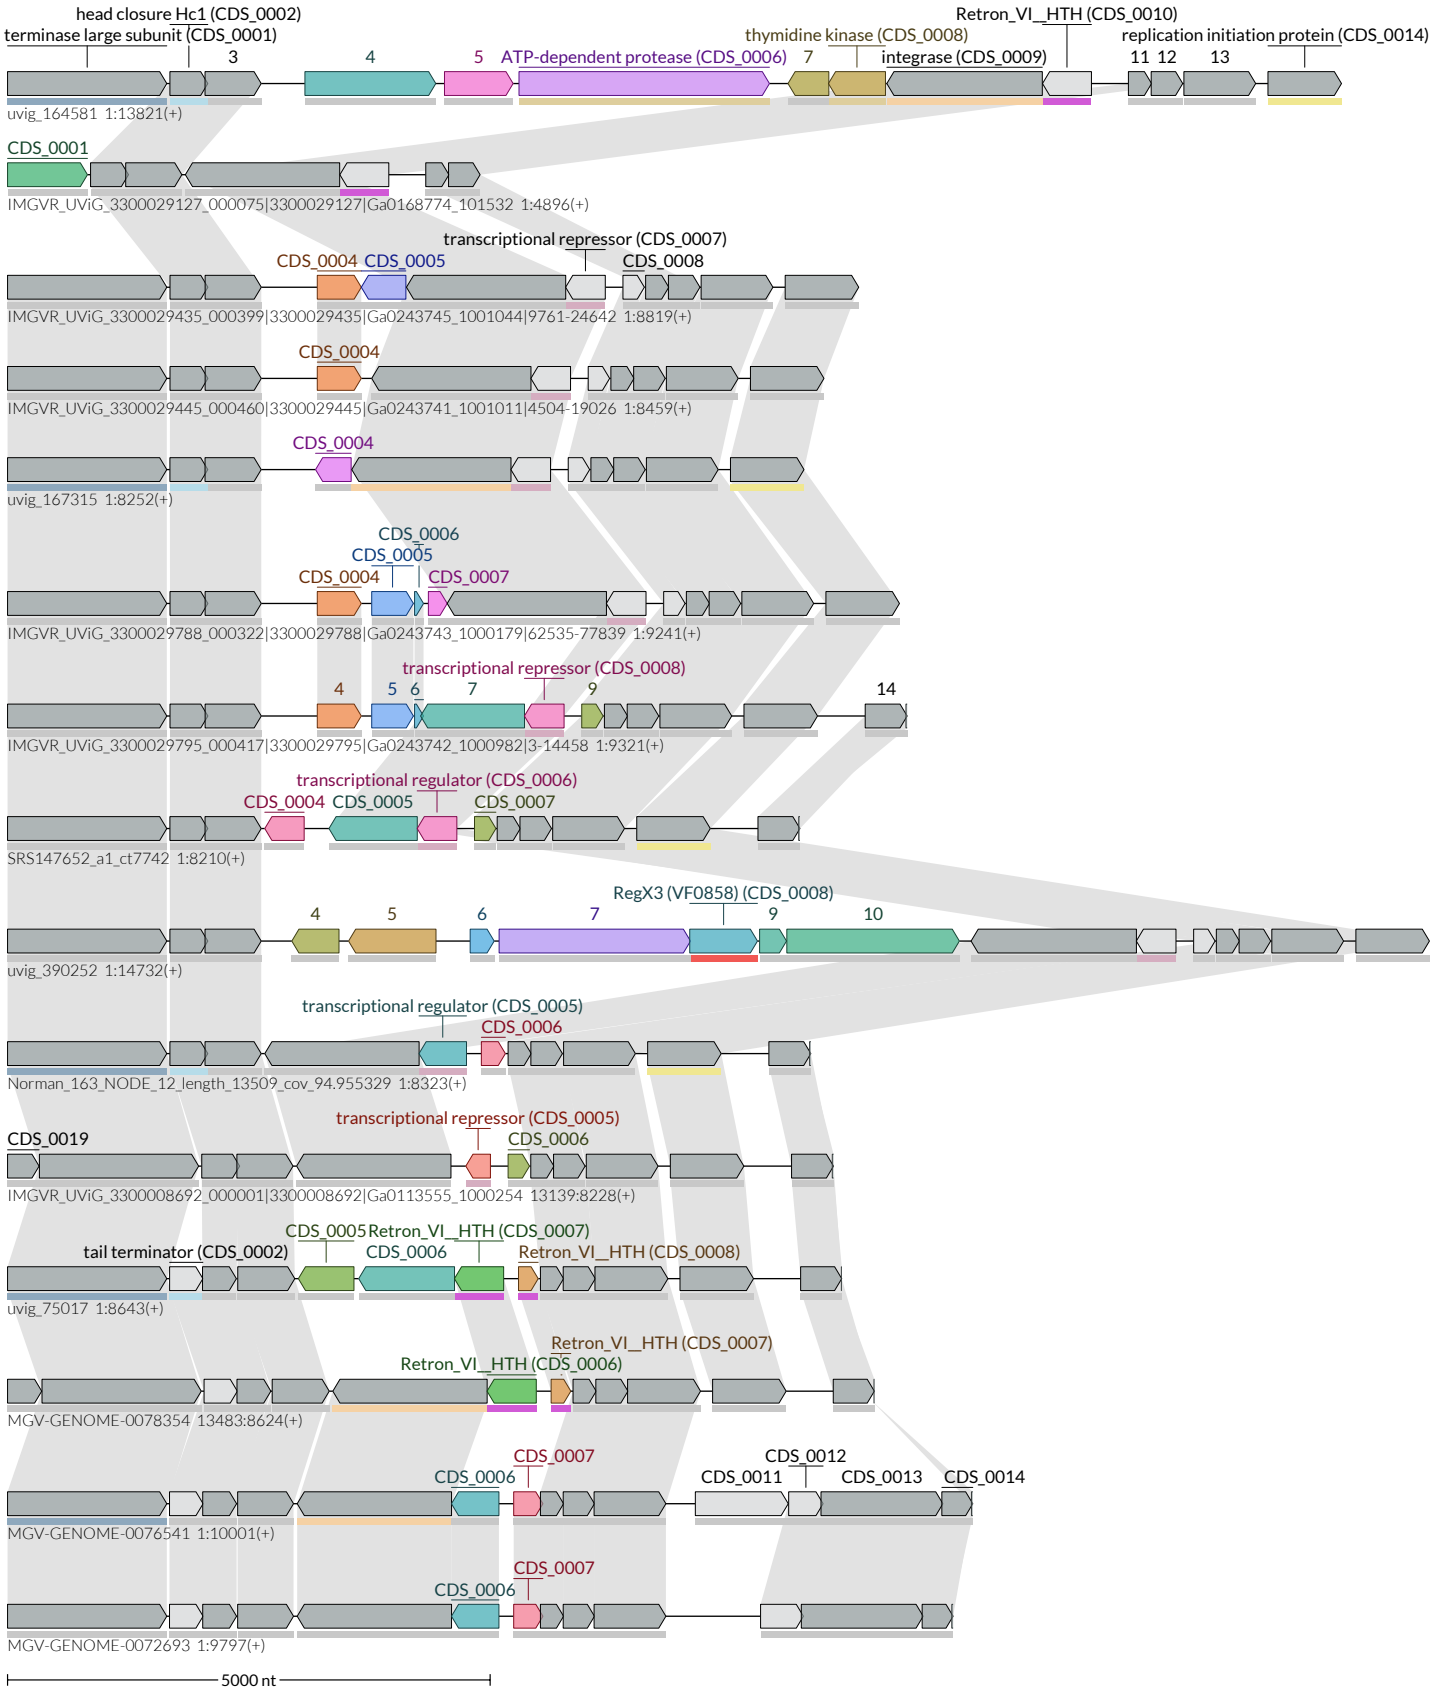 head closure Hc1 (CDS_0002)
Retron_VI__HTH (CDS_0010)
terminase large subunit (CDS_0001)
3
4
5
ATP-dependent protease (CDS_0006)
7
thymidine kinase (CDS_0008)
integrase (CDS_0009)
11
12
13
replication initiation protein (CDS_0014)
uvig_164581 1:13821(+)
CDS_0001
IMGVR_UViG_3300029127_000075|3300029127|Ga0168774_101532 1:4896(+)
transcriptional repressor (CDS_0007)
CDS_0004
CDS_0005
CDS_0008
IMGVR_UViG_3300029435_000399|3300029435|Ga0243745_1001044|9761-24642 1:8819(+)
CDS_0004
IMGVR_UViG_3300029445_000460|3300029445|Ga0243741_1001011|4504-19026 1:8459(+)
CDS_0004
uvig_167315 1:8252(+)
CDS_0006
CDS_0005
CDS_0004
CDS_0007
IMGVR_UViG_3300029788_000322|3300029788|Ga0243743_1000179|62535-77839 1:9241(+)
transcriptional repressor (CDS_0008)
4
5
6
7
9
14
IMGVR_UViG_3300029795_000417|3300029795|Ga0243742_1000982|3-14458 1:9321(+)
transcriptional regulator (CDS_0006)
CDS_0004
CDS_0005
CDS_0007
SRS147652_a1_ct7742 1:8210(+)
RegX3 (VF0858) (CDS_0008)
4
5
6
7
9
10
uvig_390252 1:14732(+)
transcriptional regulator (CDS_0005)
CDS_0006
Norman_163_NODE_12_length_13509_cov_94.955329 1:8323(+)
transcriptional repressor (CDS_0005)
CDS_0019
CDS_0006
IMGVR_UViG_3300008692_000001|3300008692|Ga0113555_1000254 13139:8228(+)
CDS_0005
Retron_VI__HTH (CDS_0007)
tail terminator (CDS_0002)
CDS_0006
Retron_VI__HTH (CDS_0008)
uvig_75017 1:8643(+)
Retron_VI__HTH (CDS_0007)
Retron_VI__HTH (CDS_0006)
MGV-GENOME-0078354 13483:8624(+)
CDS_0007
CDS_0012
CDS_0006
CDS_0011
CDS_0013
CDS_0014
MGV-GENOME-0076541 1:10001(+)
CDS_0007
CDS_0006
MGV-GENOME-0072693 1:9797(+)
5000 nt